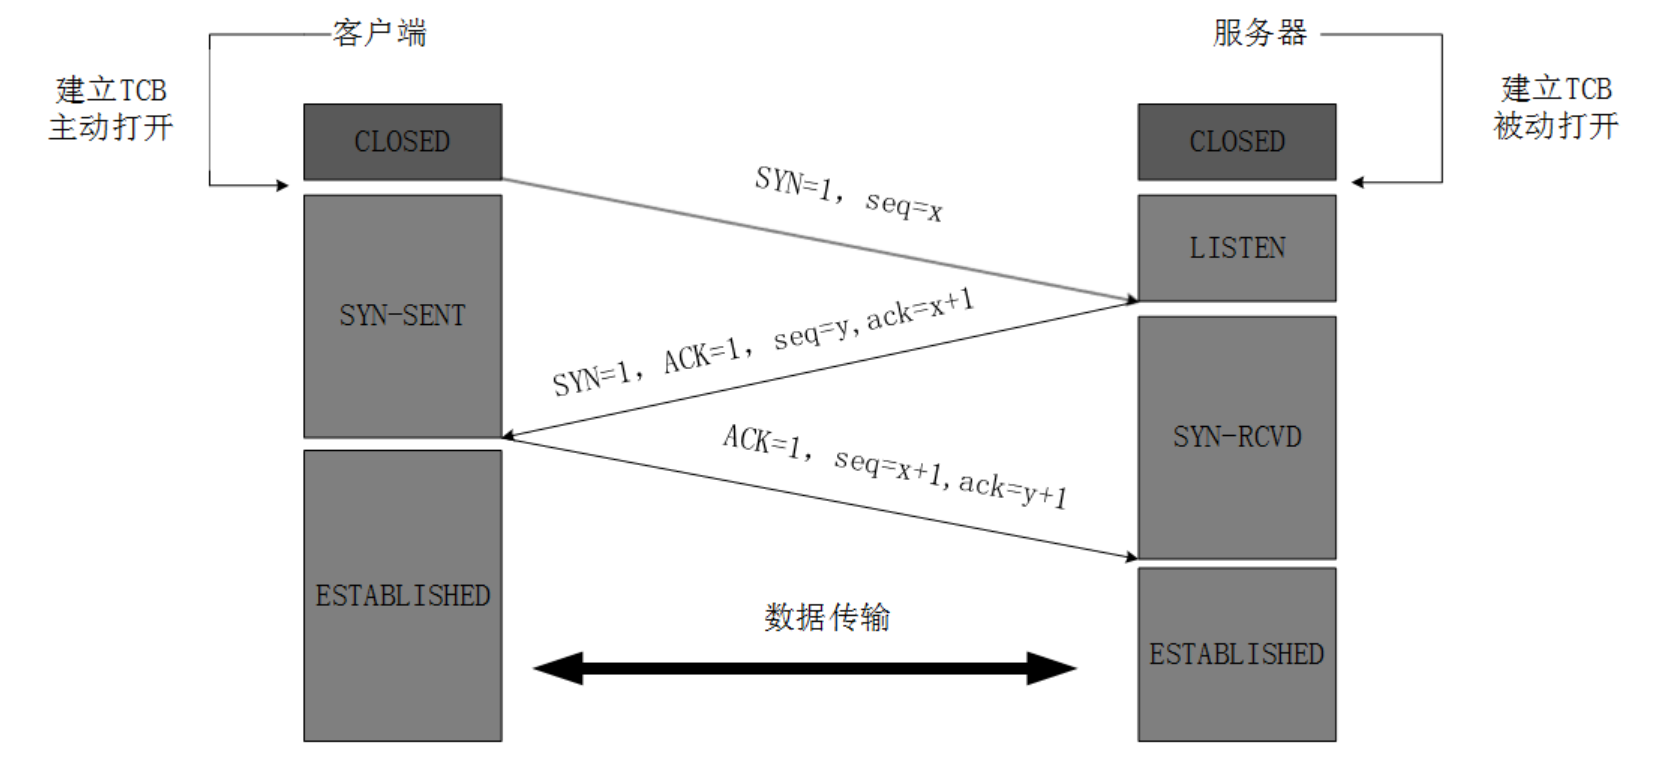 客户端
服务器
建立TCB
主动打开
建立TCB
被动打开
CLOSED
CLOSED
SYN=1, seq=x
LISTEN
SYN-SENT
SYN=1, ACK=1, seq=y,ack=x+1
SYN-RCVD
ACK=1, seq=x+1,ack=y+1
ESTABLISHED
数据传输
ESTABLISHED